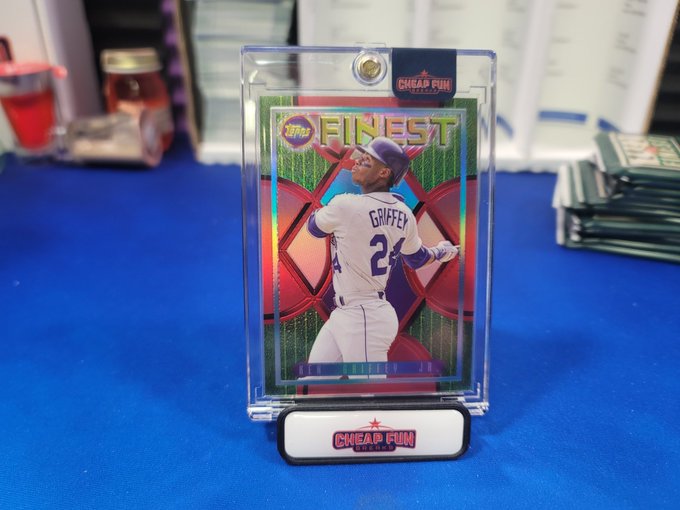 CHEAP FUN
BREAKS
Topps
FINEST
GRIFFEY
24
KEN GRIFFEY JR.
CHEAP FUN
BREAKS